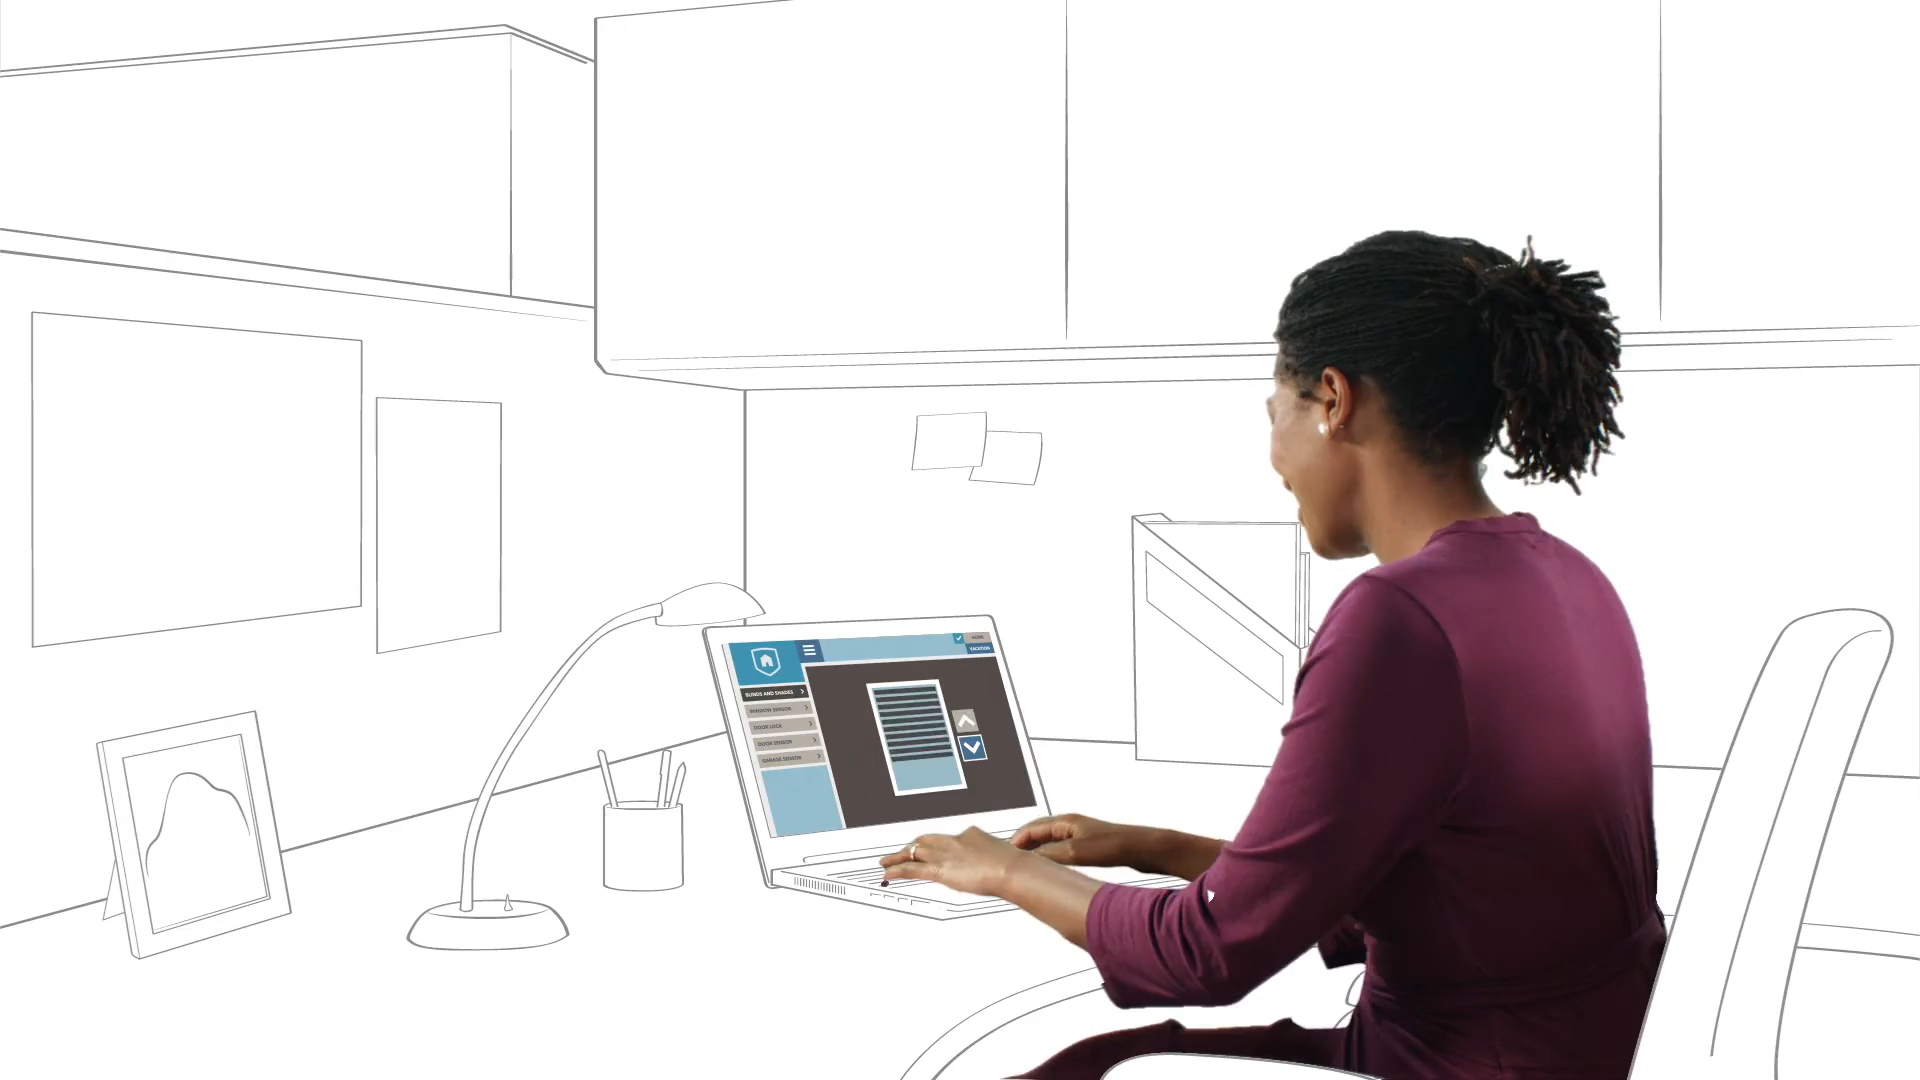 HOME
VACATION
BLINDS AND SHADES
WINDOW SENSOR
DOOR LOCK
DOOR SENSOR
GARAGE SENSOR